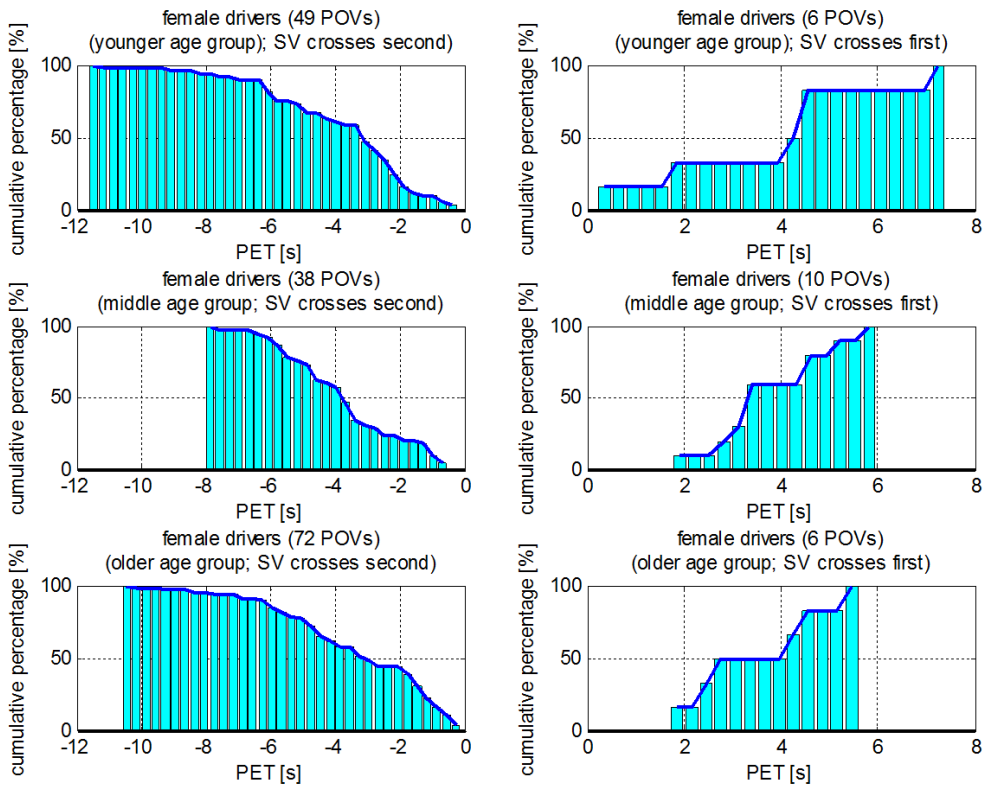 female drivers (49 POVs)
(younger age group); SV crosses second)
cumulative percentage [%]
100
50
0
-12 -10 -8 -6 -4 -2 0
PET [s]
female drivers (6 POVs)
(younger age group); SV crosses first)
cumulative percentage [%]
100
50
0
0 2 4 6 8
PET [s]
female drivers (38 POVs)
(middle age group; SV crosses second)
cumulative percentage [%]
100
50
0
-12 -10 -8 -6 -4 -2 0
PET [s]
female drivers (10 POVs)
(middle age group; SV crosses first)
cumulative percentage [%]
100
50
0
0 2 4 6 8
PET [s]
female drivers (72 POVs)
(older age group; SV crosses second)
cumulative percentage [%]
100
50
0
-12 -10 -8 -6 -4 -2 0
PET [s]
female drivers (6 POVs)
(older age group; SV crosses first)
cumulative percentage [%]
100
50
0
0 2 4 6 8
PET [s]